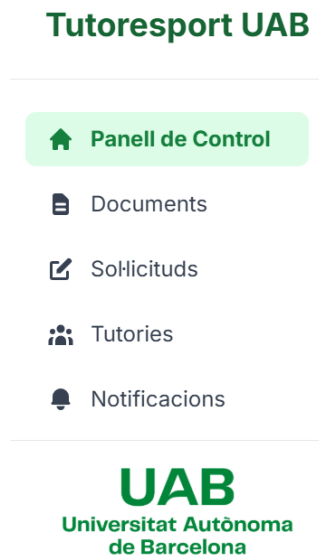 Tutoresport UAB
Panell de Control
Documents
Sol·licituds
Tutories
Notificacions
UAB
Universitat Autònoma
de Barcelona